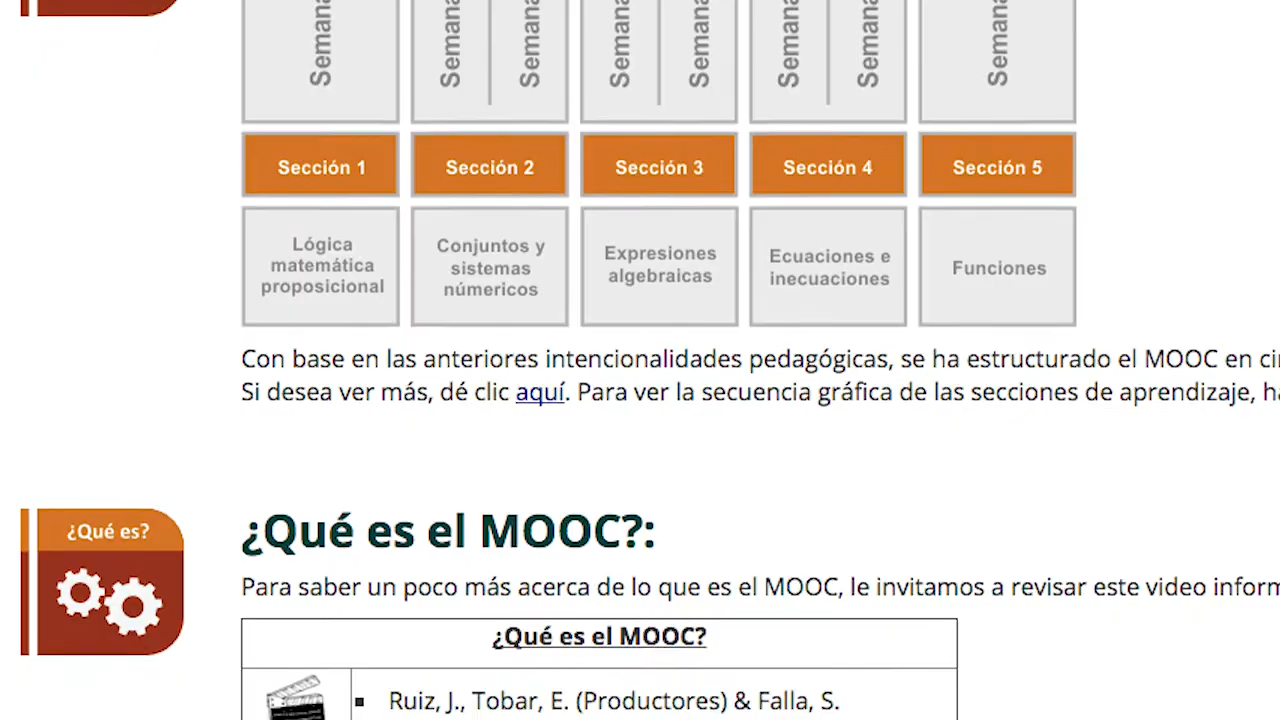 Semana
Semana
Semana
Semana
Semana
Semana
Semana
Semana
Sección 1
Sección 2
Sección 3
Sección 4
Sección 5
Lógica
matemática
proposicional
Conjuntos y
sistemas
númericos
Expresiones
algebraicas
Ecuaciones e
inecuaciones
Funciones
Con base en las anteriores intencionalidades pedagógicas, se ha estructurado el MOOC en
Si desea ver más, dé clic aquí. Para ver la secuencia gráfica de las secciones de aprendizaje,
¿Qué es?
¿Qué es el MOOC?:
Para saber un poco más acerca de lo que es el MOOC, le invitamos a revisar este video
¿Qué es el MOOC?
▪ Ruiz, J., Tobar, E. (Productores) & Falla, S.